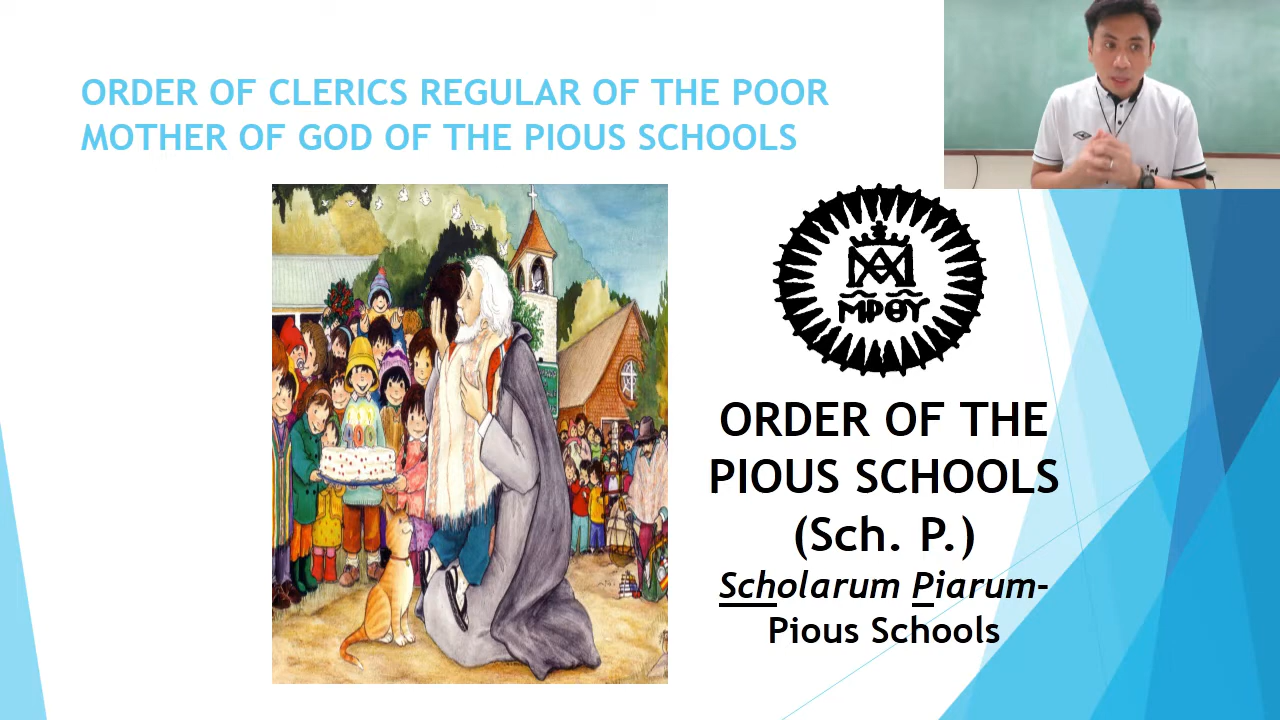 ORDER OF CLERICS REGULAR OF THE POOR
MOTHER OF GOD OF THE PIOUS SCHOOLS
ΜΡΘΥ
ORDER OF THE
PIOUS SCHOOLS
(Sch. P.)
Scholarum Piarum-
Pious Schools